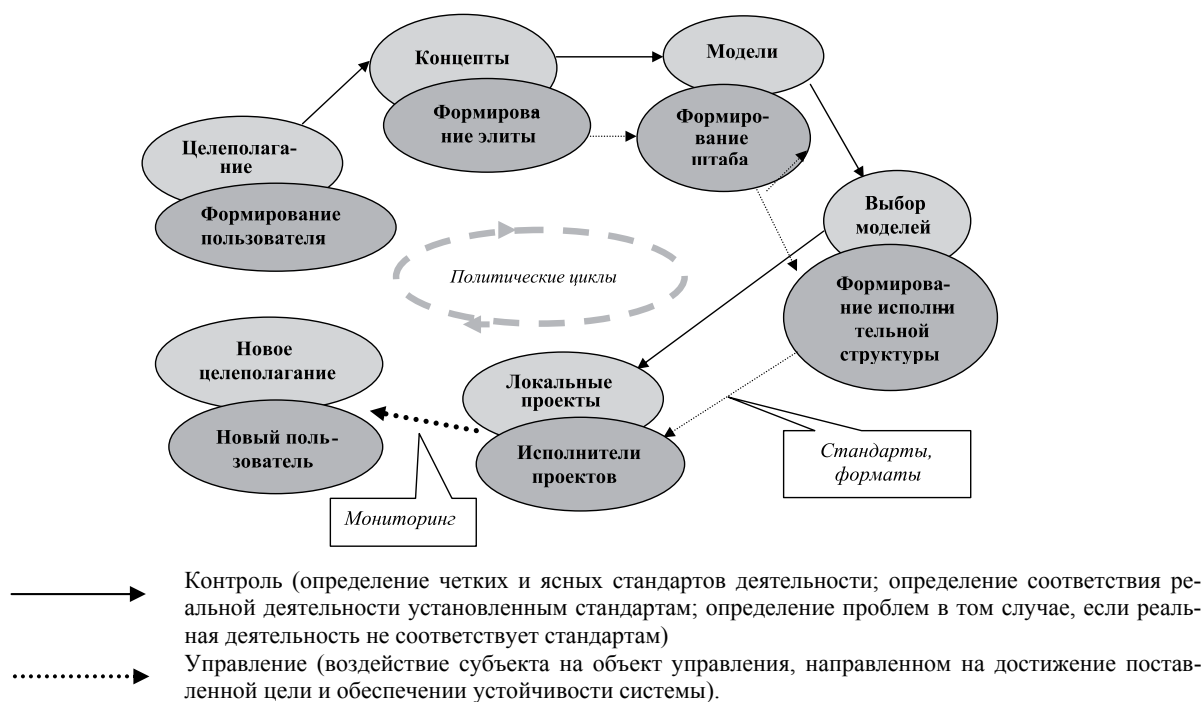 Концепты
Модели
Формирова
ние элиты
Формиро-
вание
штаба
Целеполага-
ние
Формирование
пользователя
Выбор
моделей
Политические циклы
Формирова-
ние исполни
тельной
структуры
Новое
целеполагание
Локальные
проекты
Новый поль-
зователь
Исполнители
проектов
Стандарты,
форматы
Мониторинг
Контроль (определение четких и ясных стандартов деятельности; определение соответствия ре-
альной деятельности установленным стандартам; определение проблем в том случае, если реаль-
ная деятельность не соответствует стандартам)
Управление (воздействие субъекта на объект управления, направленном на достижение постав-
ленной цели и обеспечении устойчивости системы).